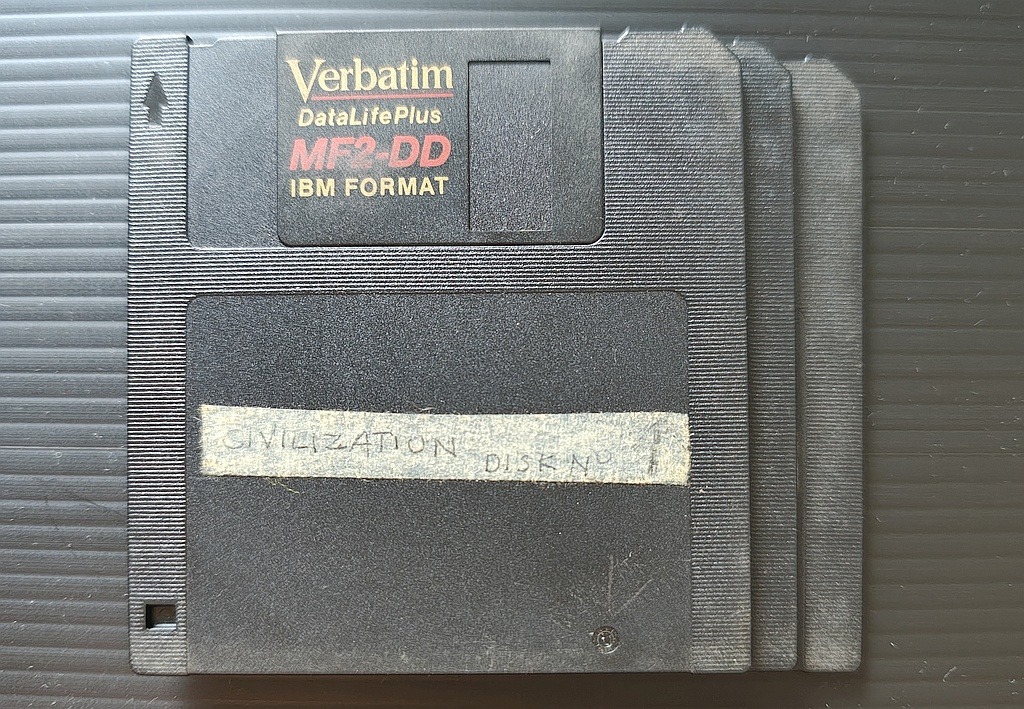 Verbatim
DataLifePlus
MF2-DD
IBM FORMAT
CIVILIZATION DISK NO 1